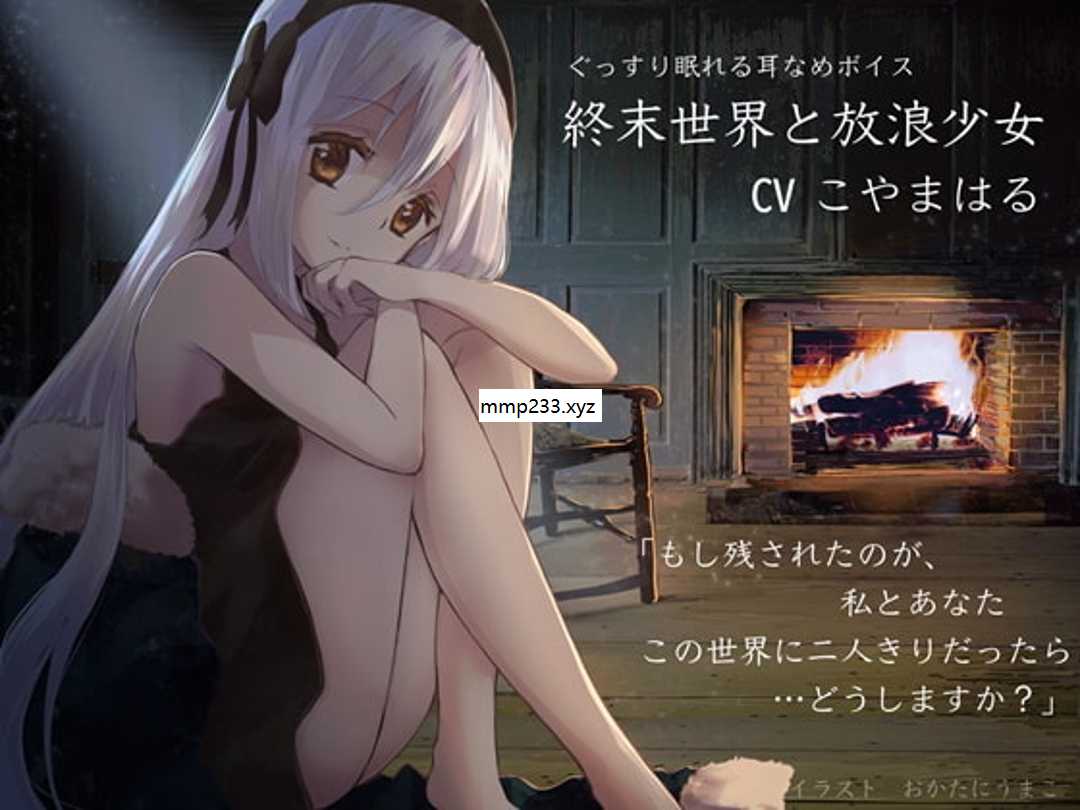 ぐっすり眠れる耳なめボイス
終末世界と放浪少女
CV こやまはる
mmp233.xyz
「もし残されたのが、
私とあなた
この世界に二人きりだったら
…どうしますか？」
イラスト おかたにうまこ